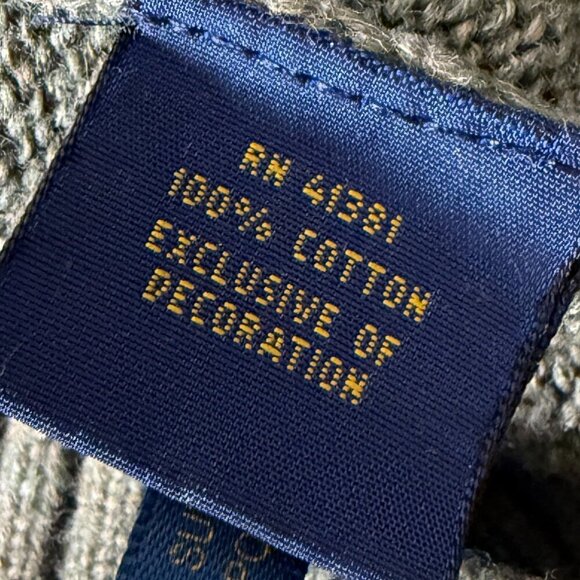 RN 41381
100% COTTON
EXCLUSIVE OF
DECORATION